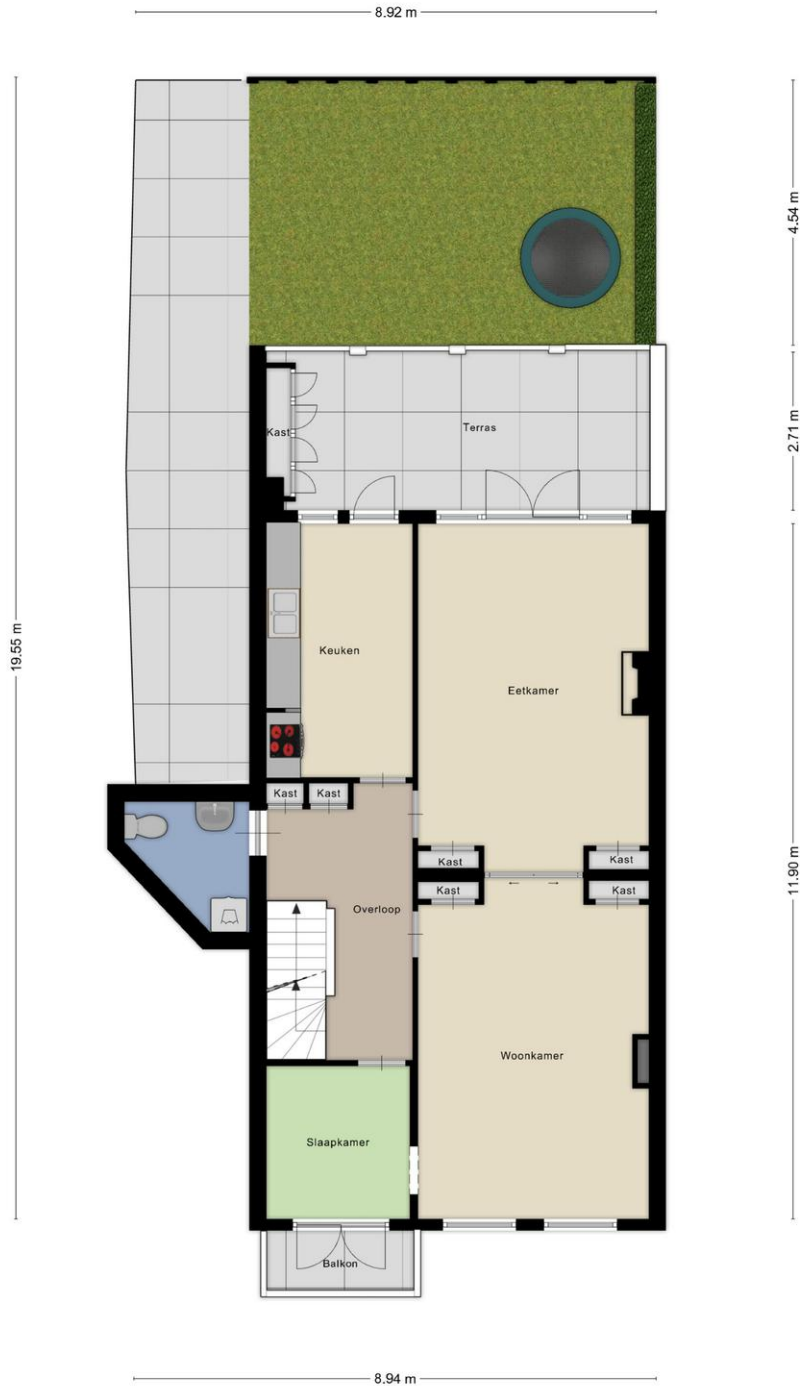 8.92 m
4.54 m
Kast
Terras
2.71 m
Keuken
19.55 m
Eetkamer
Kast
Kast
Kast
Kast
Kast
Kast
11.90 m
Overloop
Woonkamer
Slaapkamer
Balkon
8.94 m